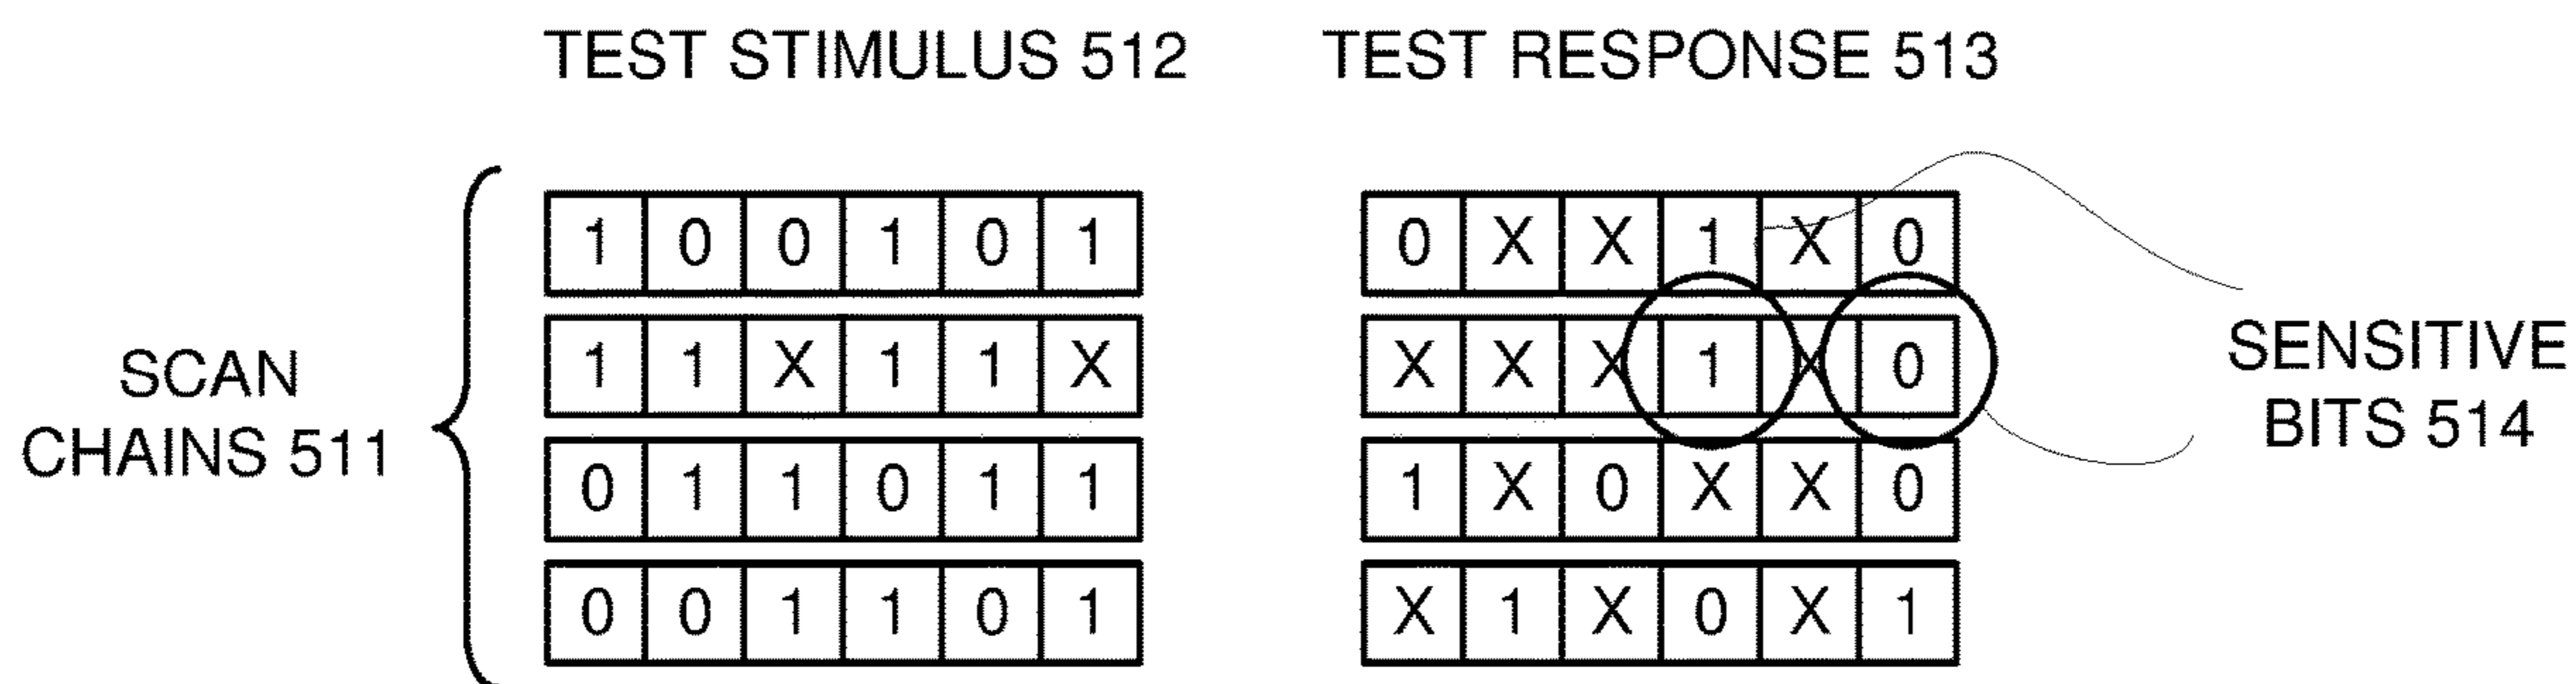 TEST STIMULUS 512 TEST RESPONSE 513
1 0 0 1 0 1 0 X X 1 X 0
1 1 X 1 1 X X X X 1 X 0
0 1 1 0 1 1 1 X 0 X X 0
0 0 1 1 0 1 X 1 X 0 X 1
SCAN
CHAINS 511
SENSITIVE
BITS 514